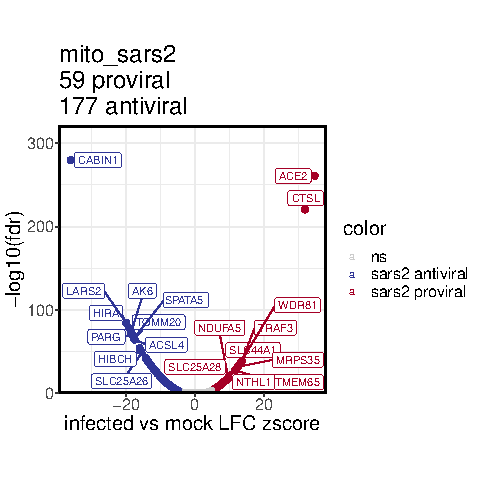 mito_sars2
59 proviral
177 antiviral
300
200
100
0
-log10(fdr)
CABIN1
ACE2
CTSL
LARS2
AK6
SPATA5
HIRA
TOMM20
PARG
ACSL4
HIBCH
SLC25A26
WDR81
NDUFA5
TRAF3
SLC44A1
MRPS35
SLC25A28
NTHL1
TMEM65
−20
0
20
infected vs mock LFC zscore
color
a ns
a sars2 antiviral
a sars2 proviral